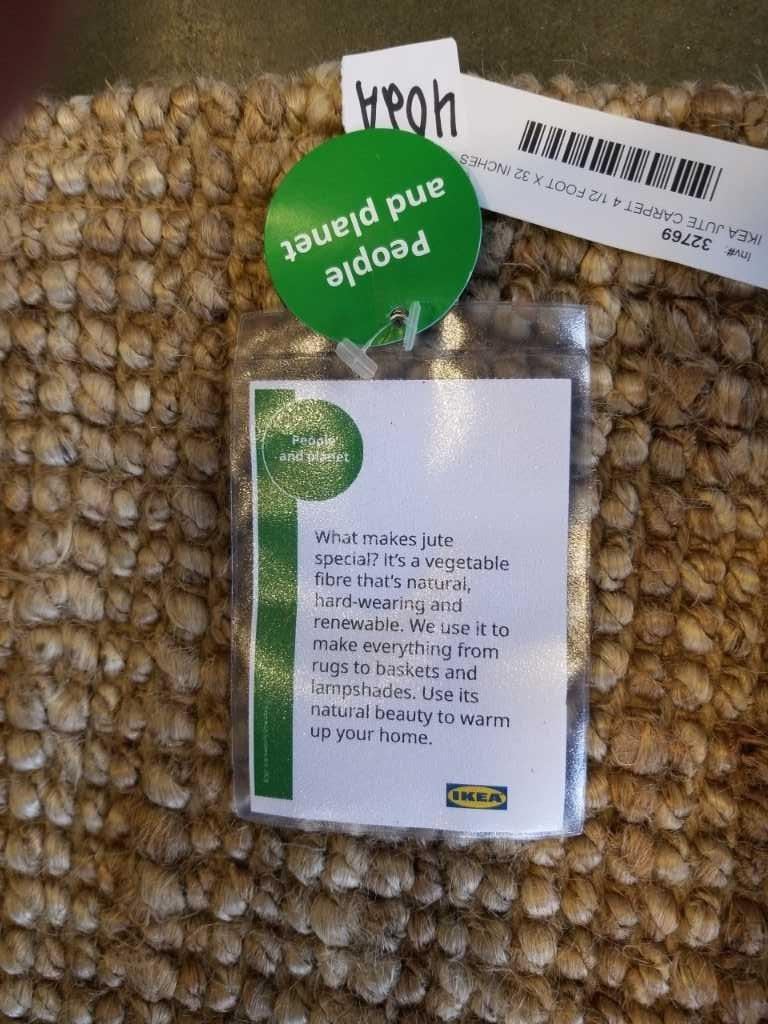 Inv#: 32769
IKEA JUTE CARPET 4 1/2 FOOT X 32 INCHES
People
and planet
People
and planet
What makes jute
special? It's a vegetable
fibre that's natural,
hard-wearing and
renewable. We use it to
make everything from
rugs to baskets and
lampshades. Use its
natural beauty to warm
up your home.
IKEA